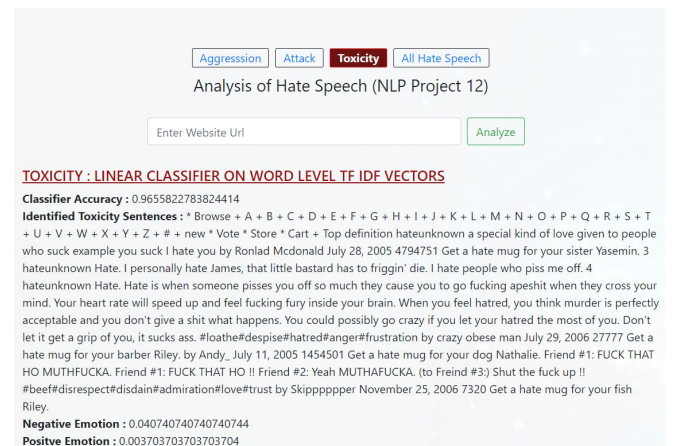 Aggresssion Attack Toxicity All Hate Speech
Analysis of Hate Speech (NLP Project 12)
Enter Website Url Analyze
TOXICITY : LINEAR CLASSIFIER ON WORD LEVEL TF IDF VECTORS
Classifier Accuracy : 0.9655822783824414
Identified Toxicity Sentences : * Browse + A + B + C + D + E + F + G + H + I + J + K + L + M + N + O + P + Q + R + S + T
+ U + V + W + X + Y + Z + # + new * Vote * Store * Cart + Top definition hateunknown a special kind of love given to people
who suck example you suck I hate you by Ronlad Mcdonald July 28, 2005 4794751 Get a hate mug for your sister Yasemin. 3
hateunknown Hate. I personally hate James, that little bastard has to friggin' die. I hate people who piss me off. 4
hateunknown Hate. Hate is when someone pisses you off so much they cause you to go fucking apeshit when they cross your
mind. Your heart rate will speed up and feel fucking fury inside your brain. When you feel hatred, you think murder is perfectly
acceptable and you don't give a shit what happens. You could possibly go crazy if you let your hatred the most of you. Don't
let it get a grip of you, it sucks ass. #loathe#despise#hatred#anger#frustration by crazy obese man July 29, 2006 27777 Get a
hate mug for your barber Riley. by Andy_ July 11, 2005 1454501 Get a hate mug for your dog Nathalie. Friend #1: FUCK THAT
HO MUTHFUCKA. Friend #1: FUCK THAT HO !! Friend #2: Yeah MUTHAFUCKA. (to Freind #3:) Shut the fuck up !!
#beef#disrespect#disdain#admiration#love#trust by Skipppppper November 25, 2006 7320 Get a hate mug for your fish
Riley.
Negative Emotion : 0.040740740740740744
Positve Emotion : 0.003703703703703704